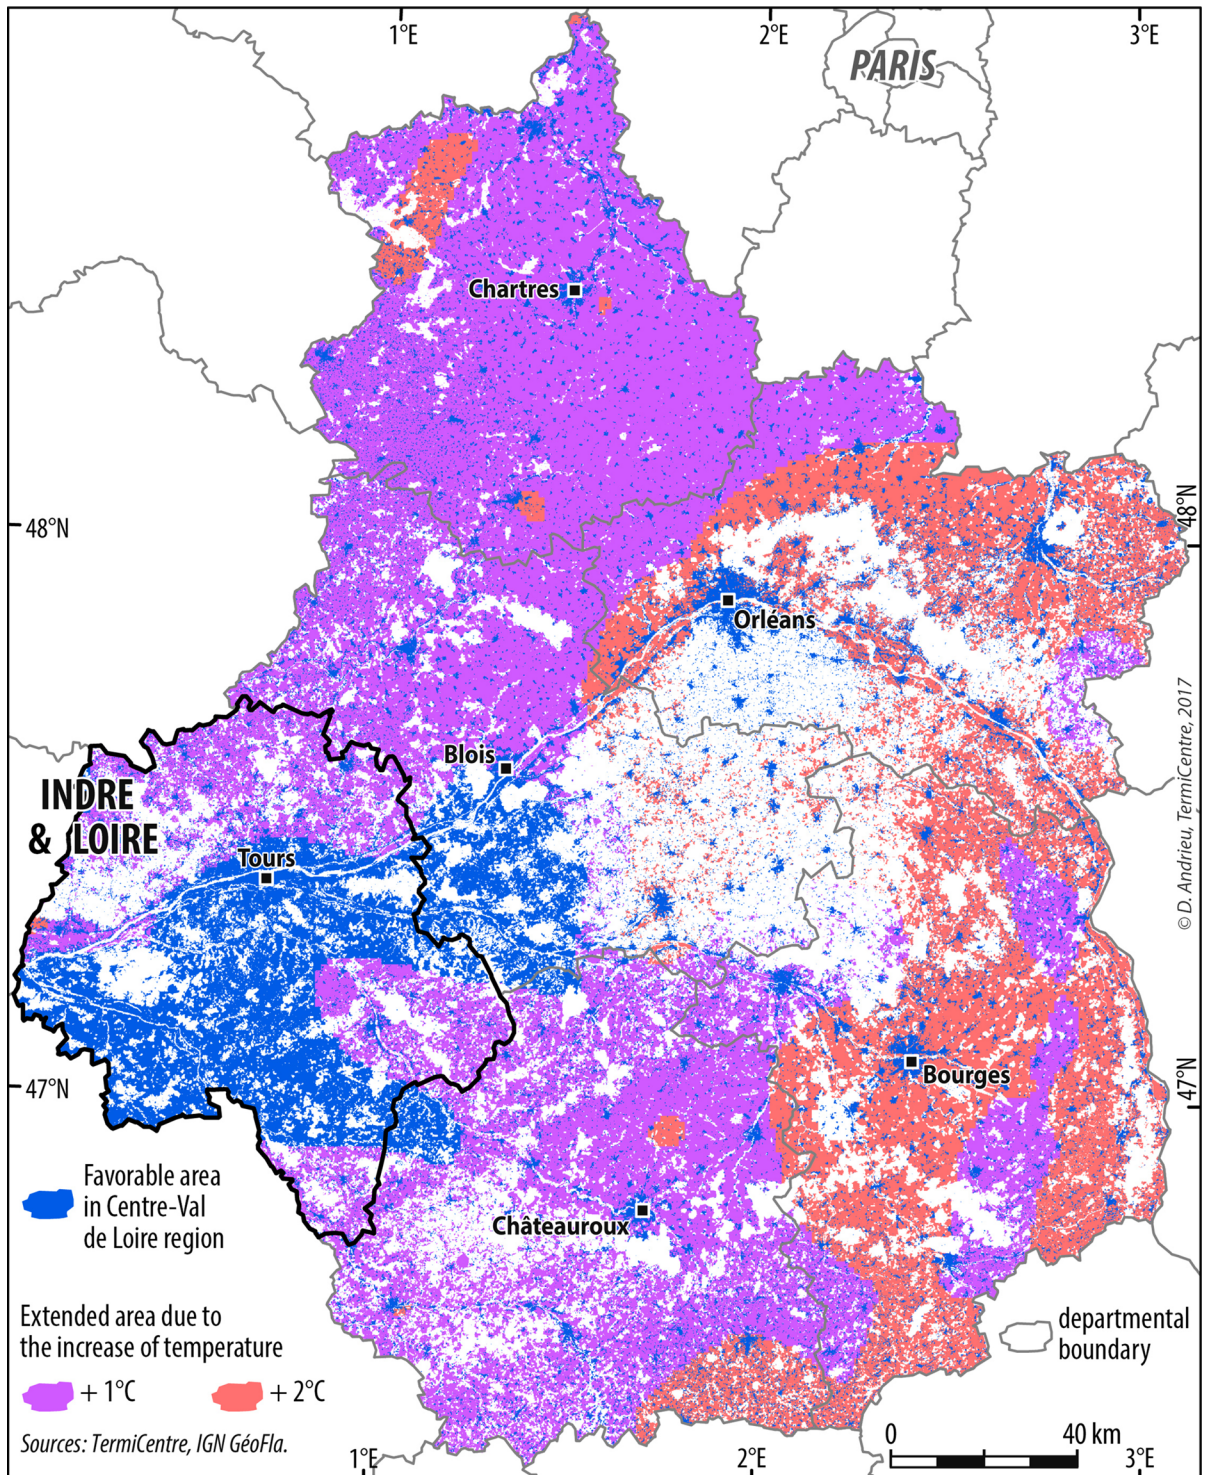 1°E
2°E
3°E
PARIS
Chartres
48°N
48°N
Orléans
Blois
INDRE
& LOIRE
Tours
© D. Andrieu, TermiCentre, 2017
47°N
47°N
Bourges
Châteauroux
Favorable area
in Centre-Val
de Loire region
Extended area due to
the increase of temperature
+ 1°C
+ 2°C
departmental
boundary
Sources: TermiCentre, IGN GéoFla.
0 40 km
1°E
2°E
3°E